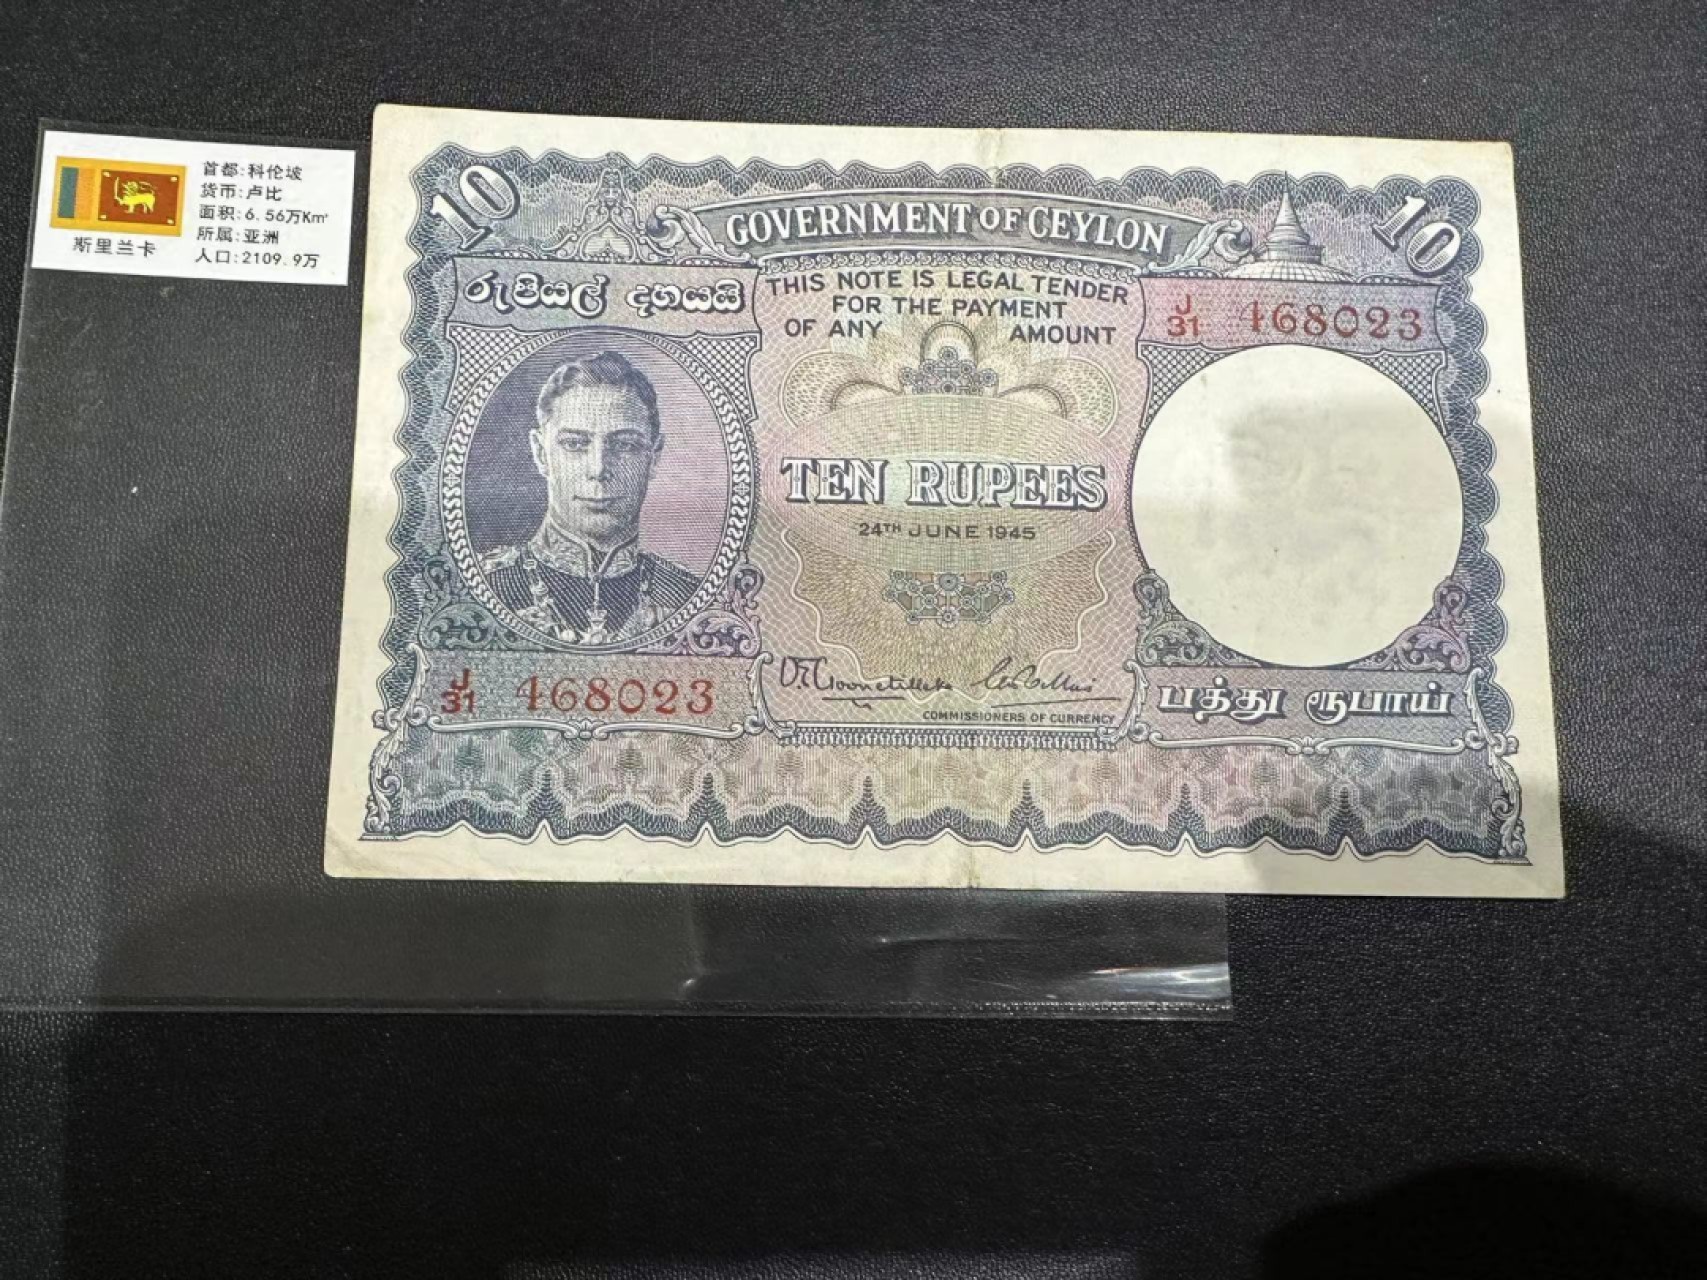 首都:科伦坡
货币:卢比
面积:6.56万Km²
所属:亚洲
人口:2109.9万
斯里兰卡
10
10
GOVERNMENT OF CEYLON
රුපියල් දහයයි
THIS NOTE IS LEGAL TENDER
FOR THE PAYMENT
OF ANY AMOUNT
J/31 468023
TEN RUPEES
24TH JUNE 1945
J/31 468023
COMMISSIONERS OF CURRENCY
பத்து ரூபாய்